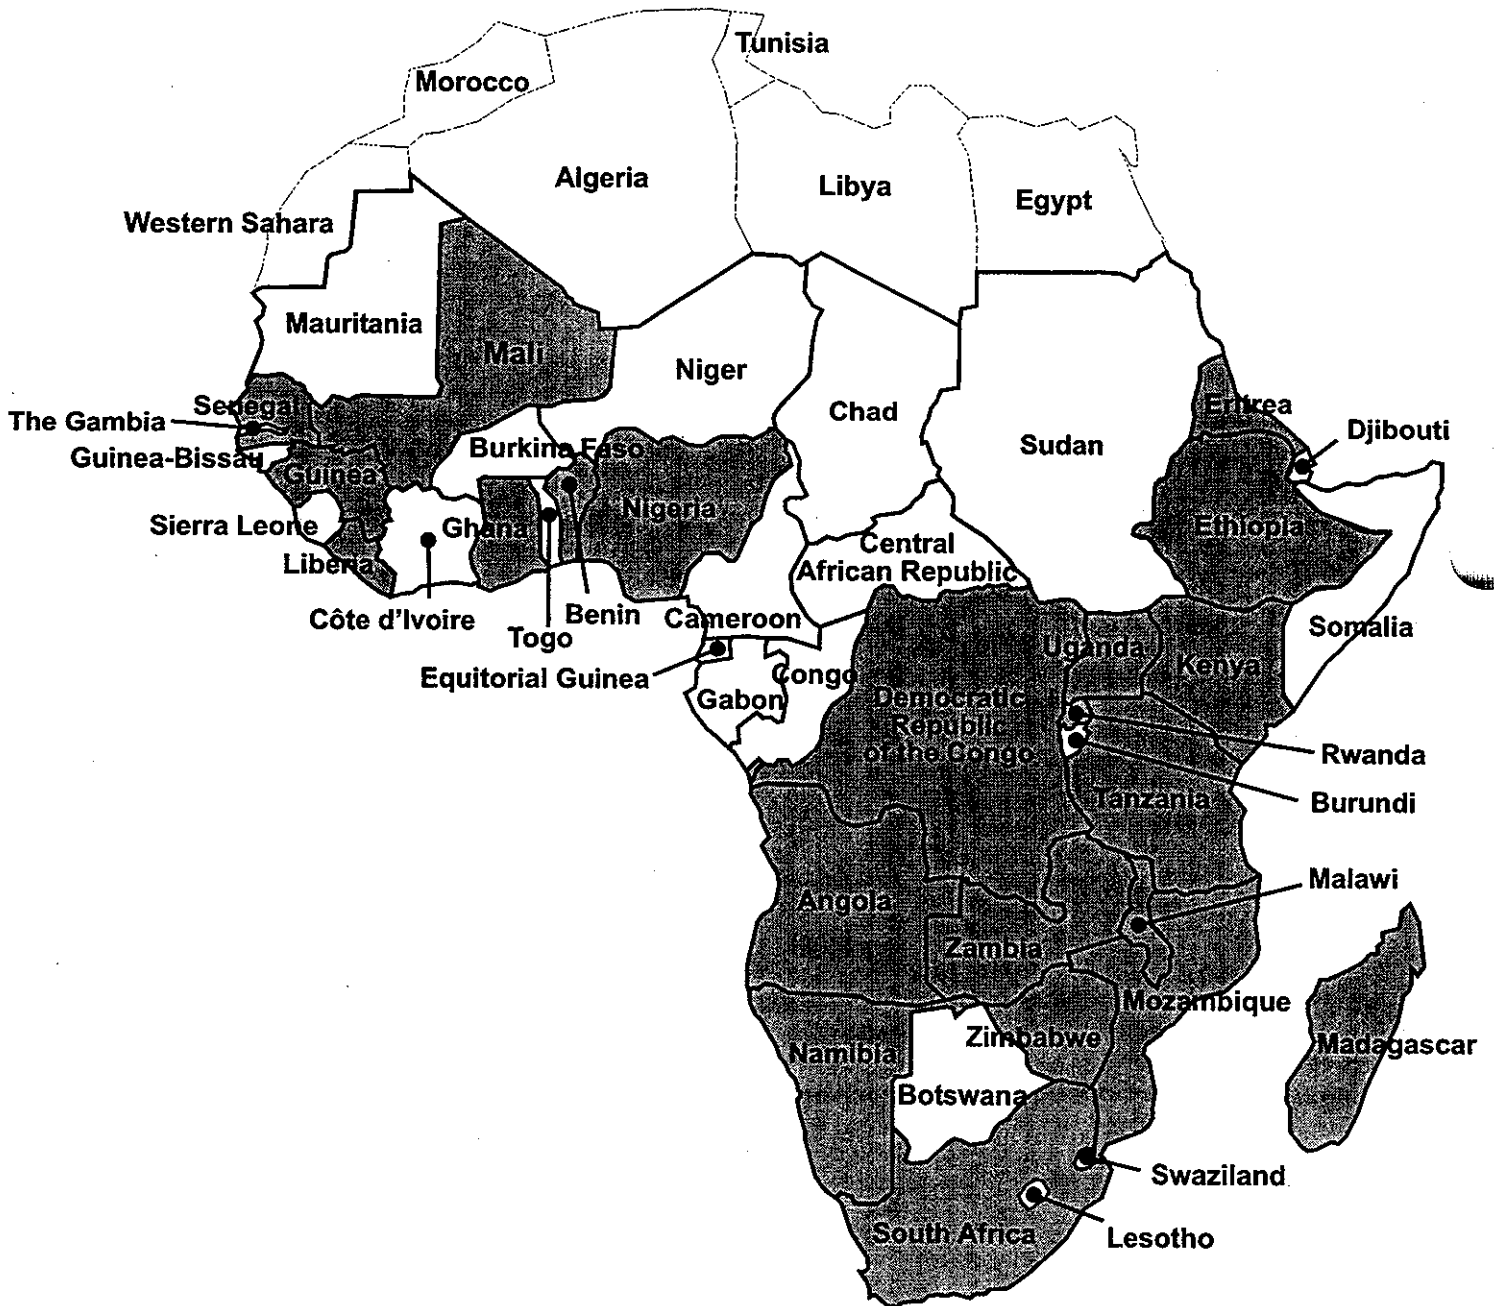 Tunisia
Morocco
Algeria
Libya
Egypt
Western Sahara
Mauritania
Mali
Niger
Chad
Sudan
Senegal
Eritrea
The Gambia
Djibouti
Guinea-Bissau
Burkina Faso
Guinea
Nigeria
Sierra Leone
Ghana
Ethiopia
Central
African Republic
Liberia
Côte d'Ivoire
Togo
Benin
Cameroon
Somalia
Uganda
Kenya
Equitorial Guinea
Congo
Gabon
Democratic
Republic
of the Congo
Rwanda
Tanzania
Burundi
Malawi
Angola
Zambia
Mozambique
Zimbabwe
Namibia
Madagascar
Botswana
Swaziland
South Africa
Lesotho